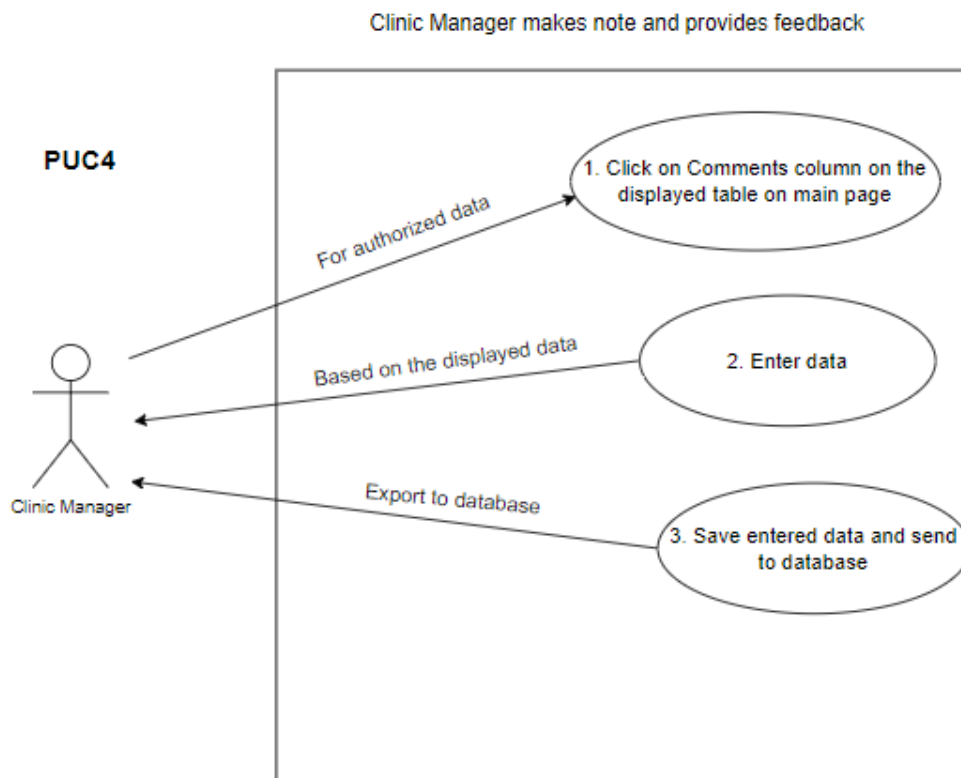 Clinic Manager makes note and provides feedback
PUC4
1. Click on Comments column on the
displayed table on main page
For authorized data
Based on the displayed data
2. Enter data
Export to database
3. Save entered data and send
to database
Clinic Manager